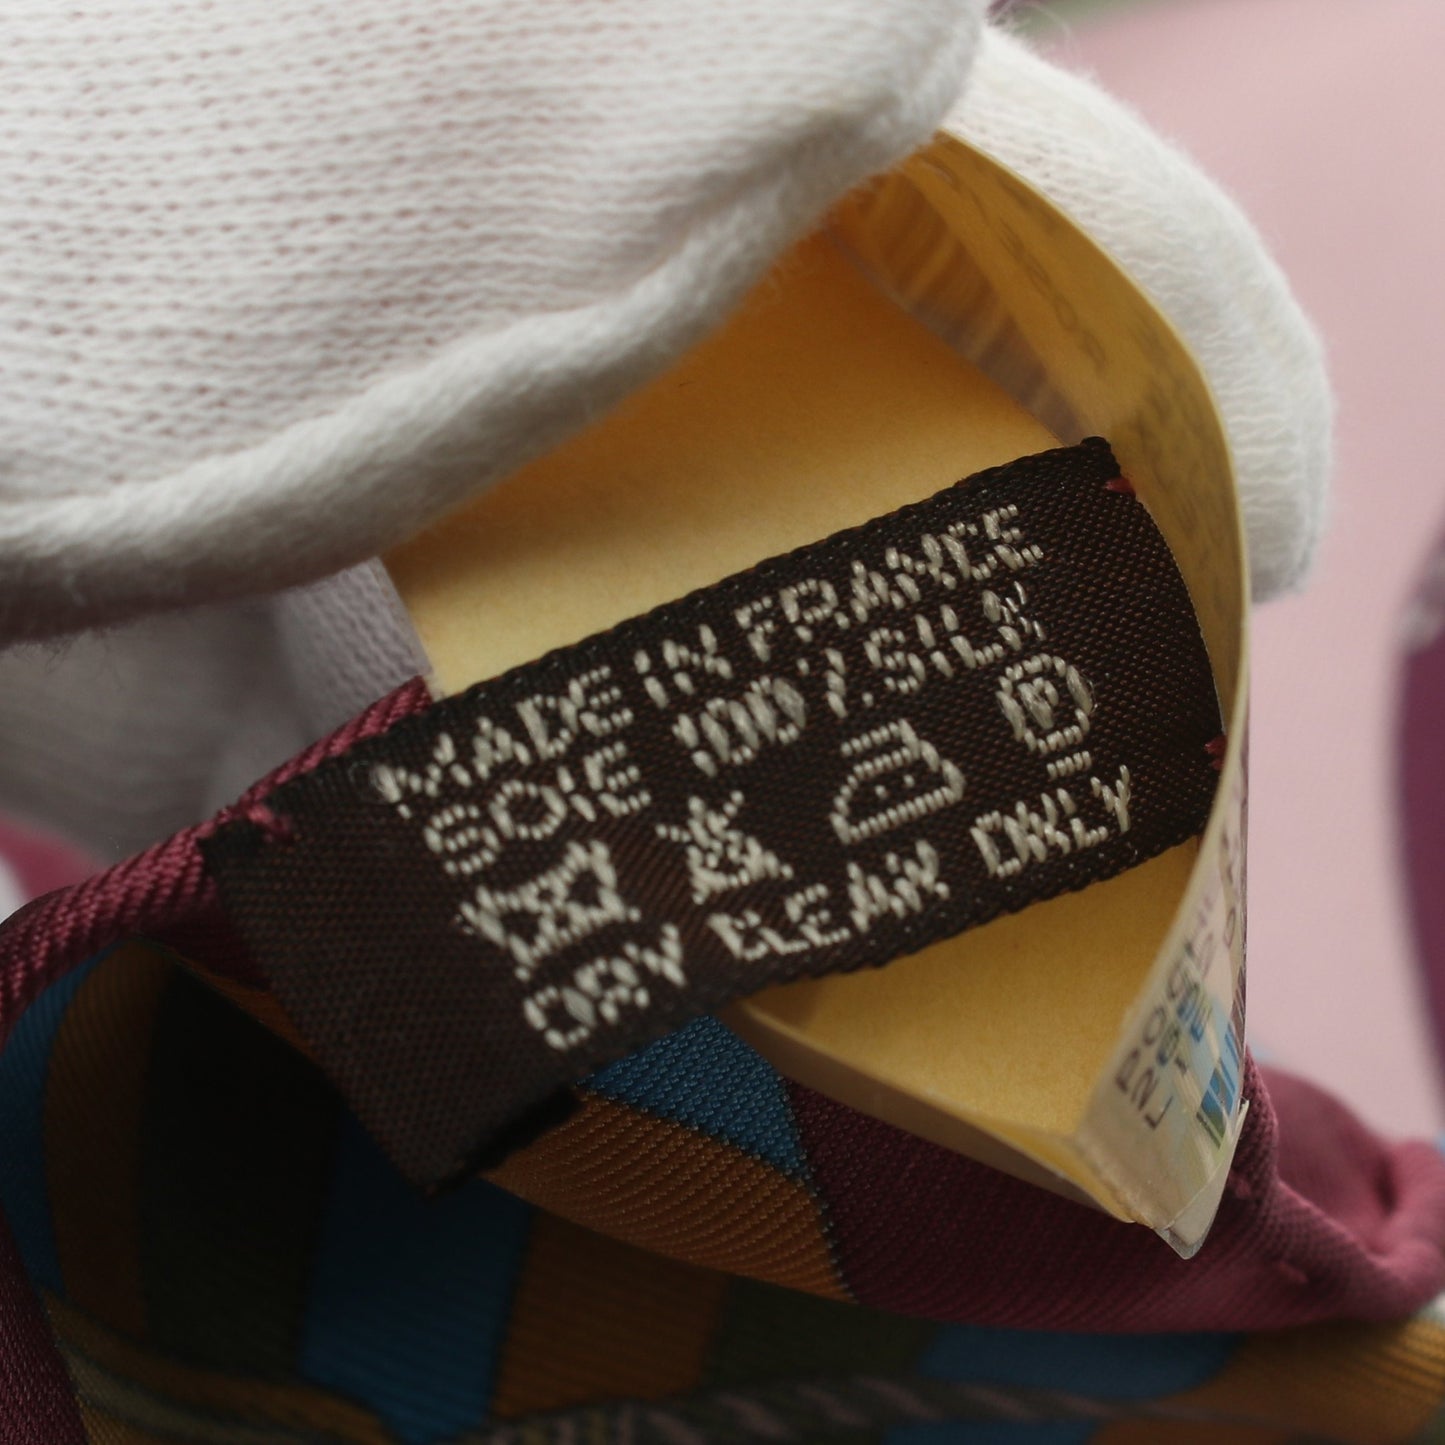 MADE IN FRANCE
SOIE 100% SILK
DRY CLEAN ONLY